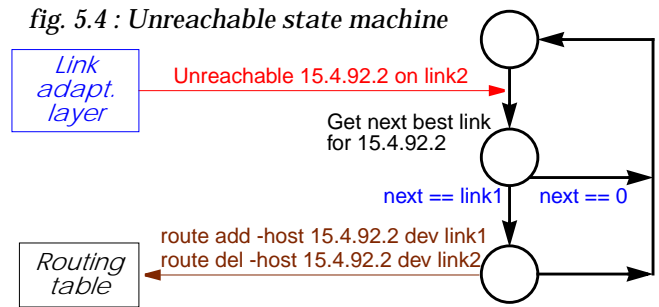 fig. 5.4 : Unreachable state machine
Link
adapt.
layer
Unreachable 15.4.92.2 on link2
Get next best link
for 15.4.92.2
next == link1
next == 0
route add -host 15.4.92.2 dev link1
route del -host 15.4.92.2 dev link2
Routing
table